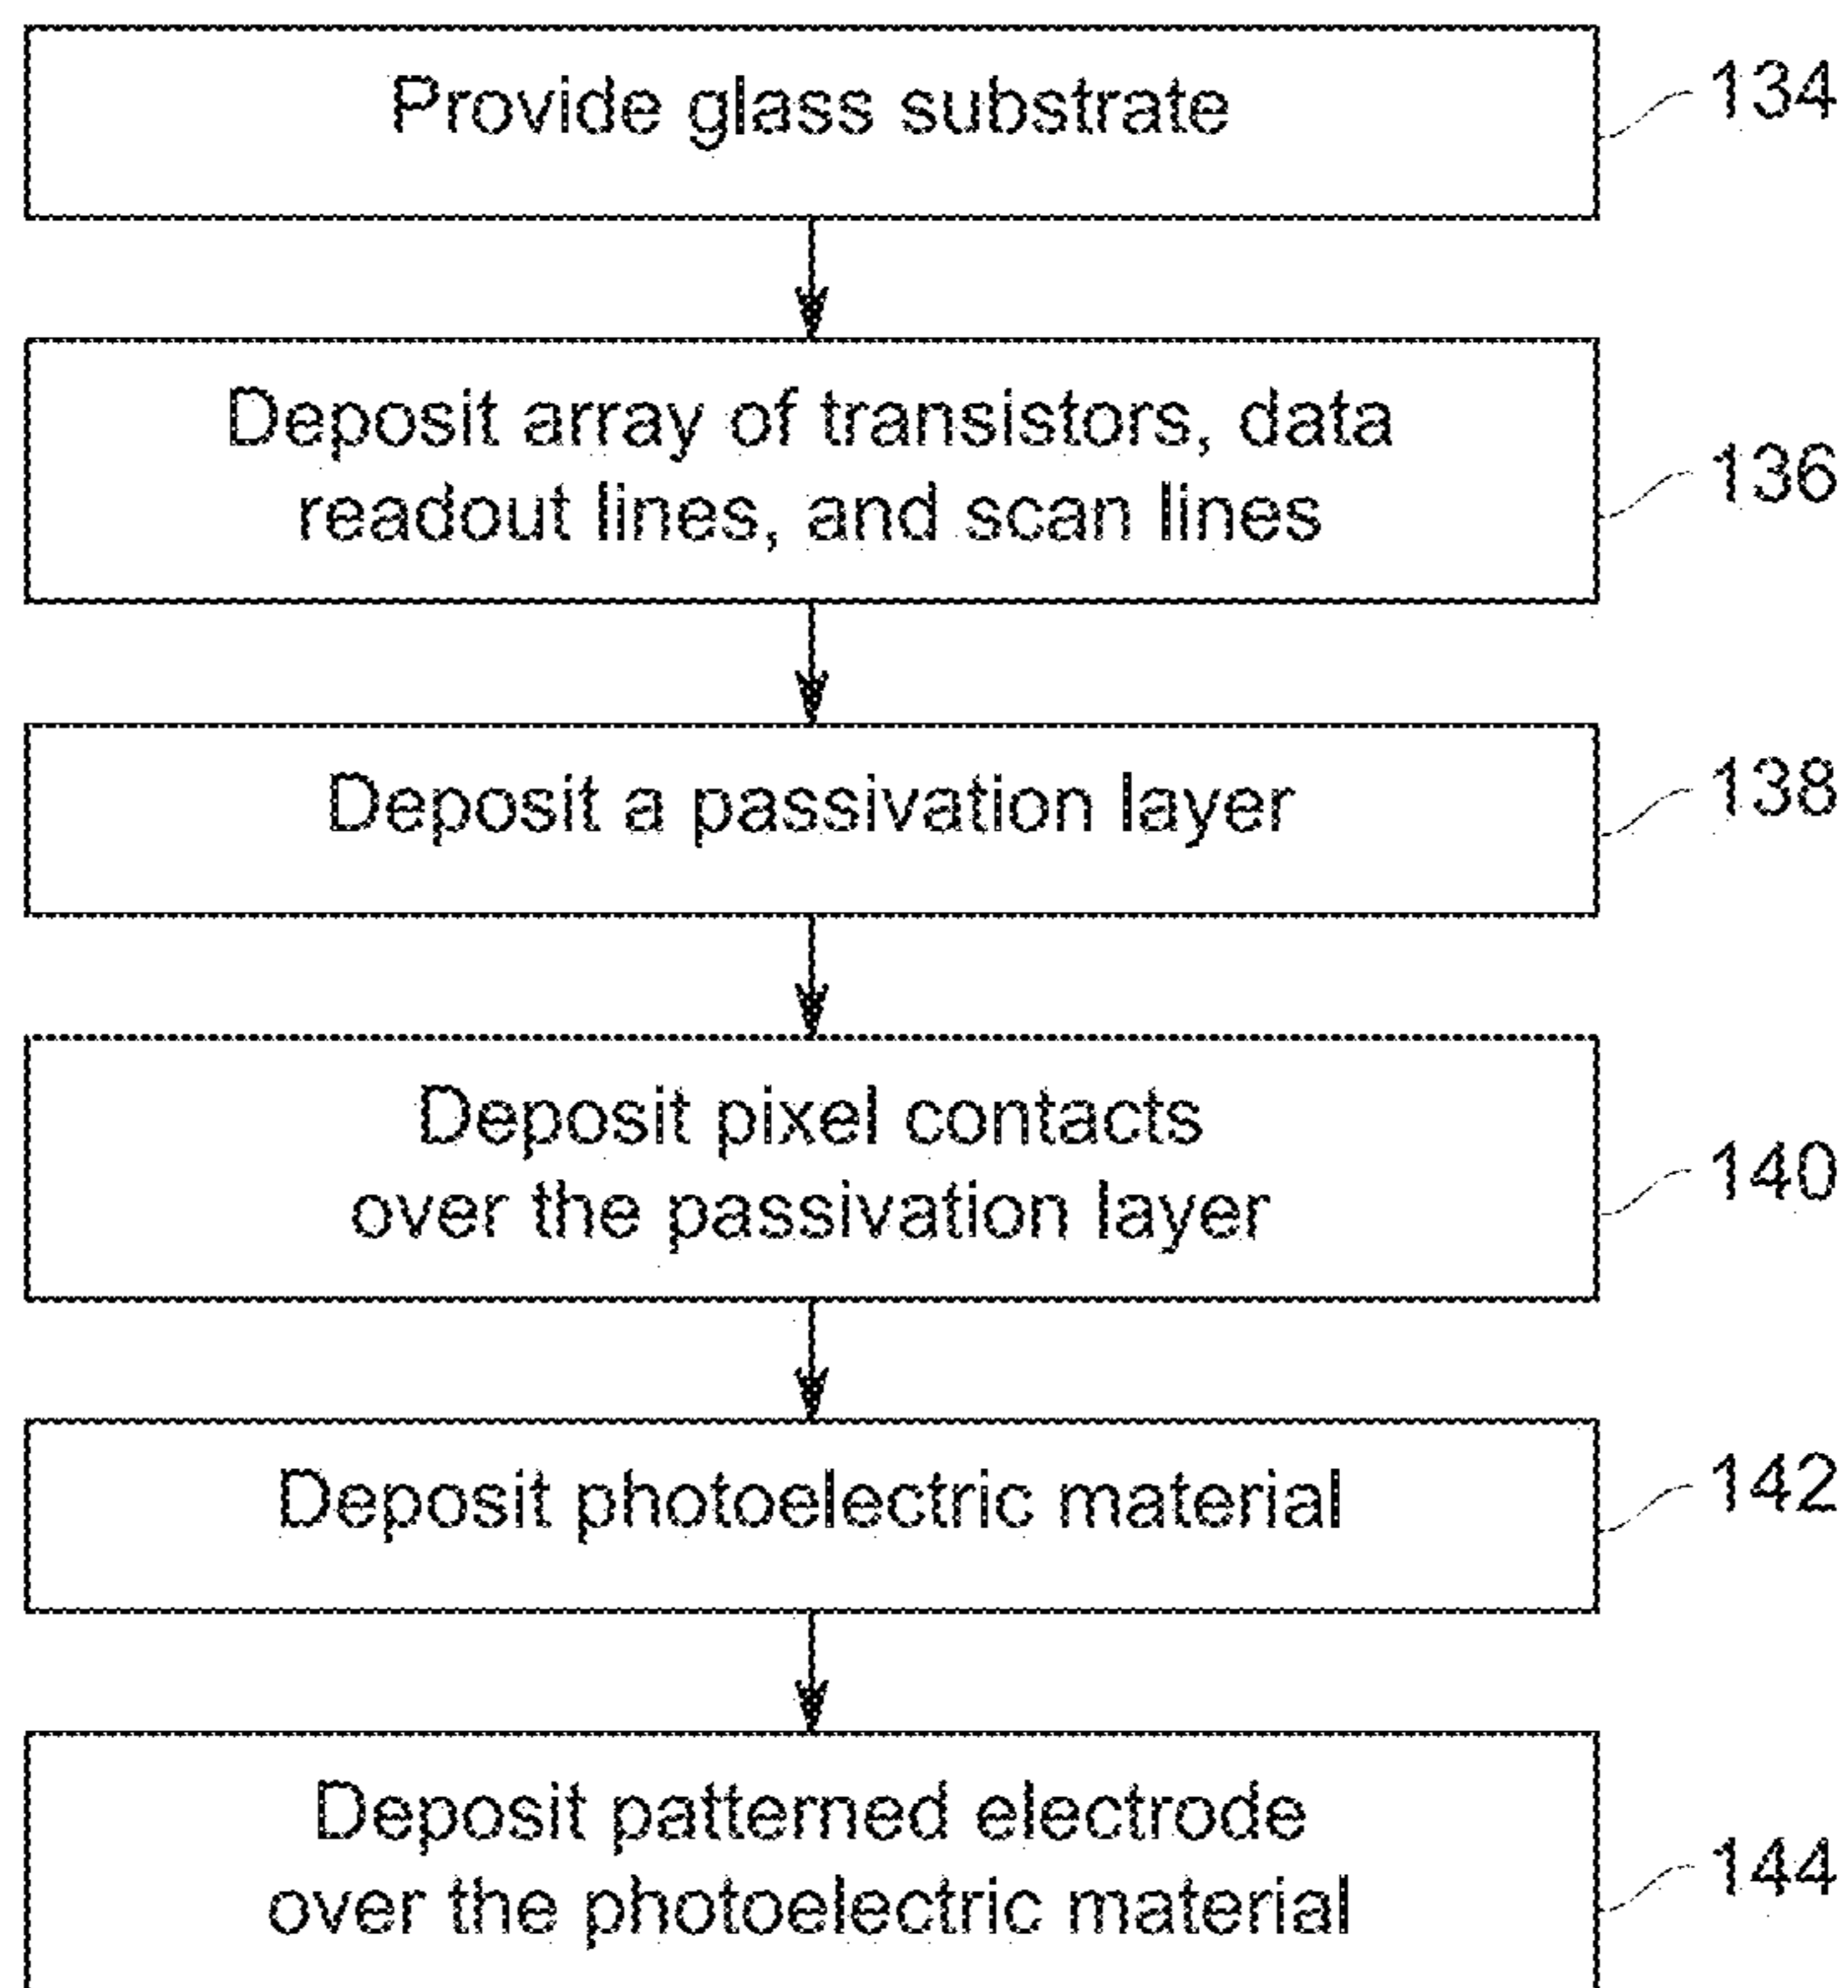 Provide glass substrate
134
Deposit array of transistors, data
readout lines, and scan lines
136
Deposit a passivation layer
138
Deposit pixel contacts
over the passivation layer
140
Deposit photoelectric material
142
Deposit patterned electrode
over the photoelectric material
144